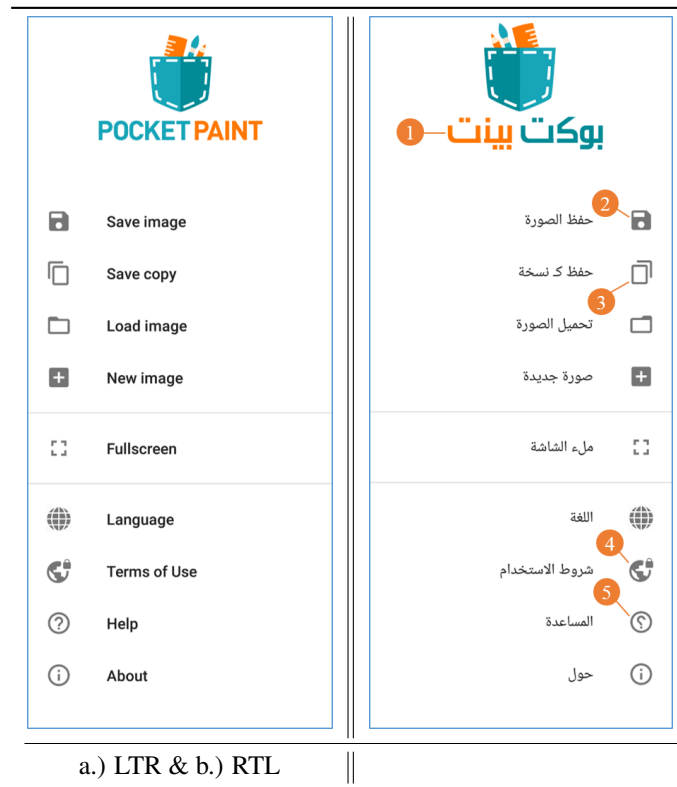 POCKET PAINT
Save image
Save copy
Load image
New image
Fullscreen
Language
Terms of Use
Help
About
1
بوكت بينت
2
حفظ الصورة
حفظ كـ نسخة
3
تحميل الصورة
صورة جديدة
ملء الشاشة
اللغة
4
شروط الاستخدام
5
المساعدة
حول
a.) LTR & b.) RTL